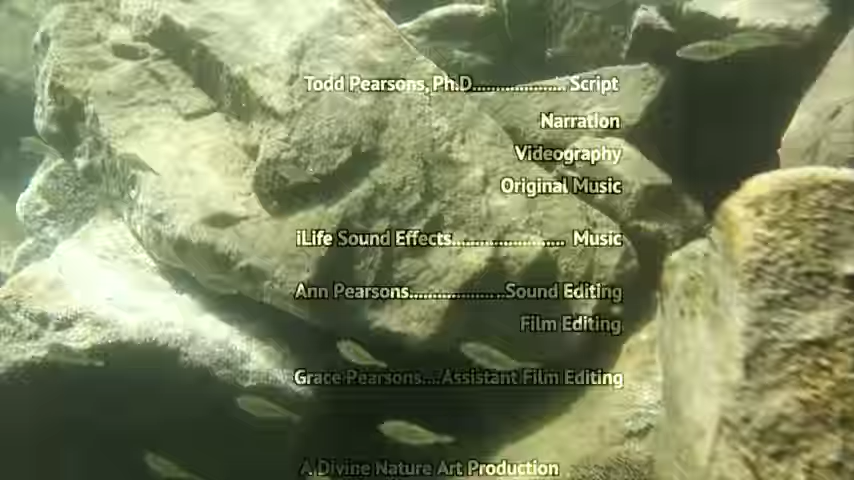 Todd Pearsons, Ph.D................... Script
Narration
Videography
Original Music
iLife Sound Effects....................... Music
Ann Pearsons...................Sound Editing
Film Editing
Grace Pearsons....Assistant Film Editing
A Divine Nature Art Production